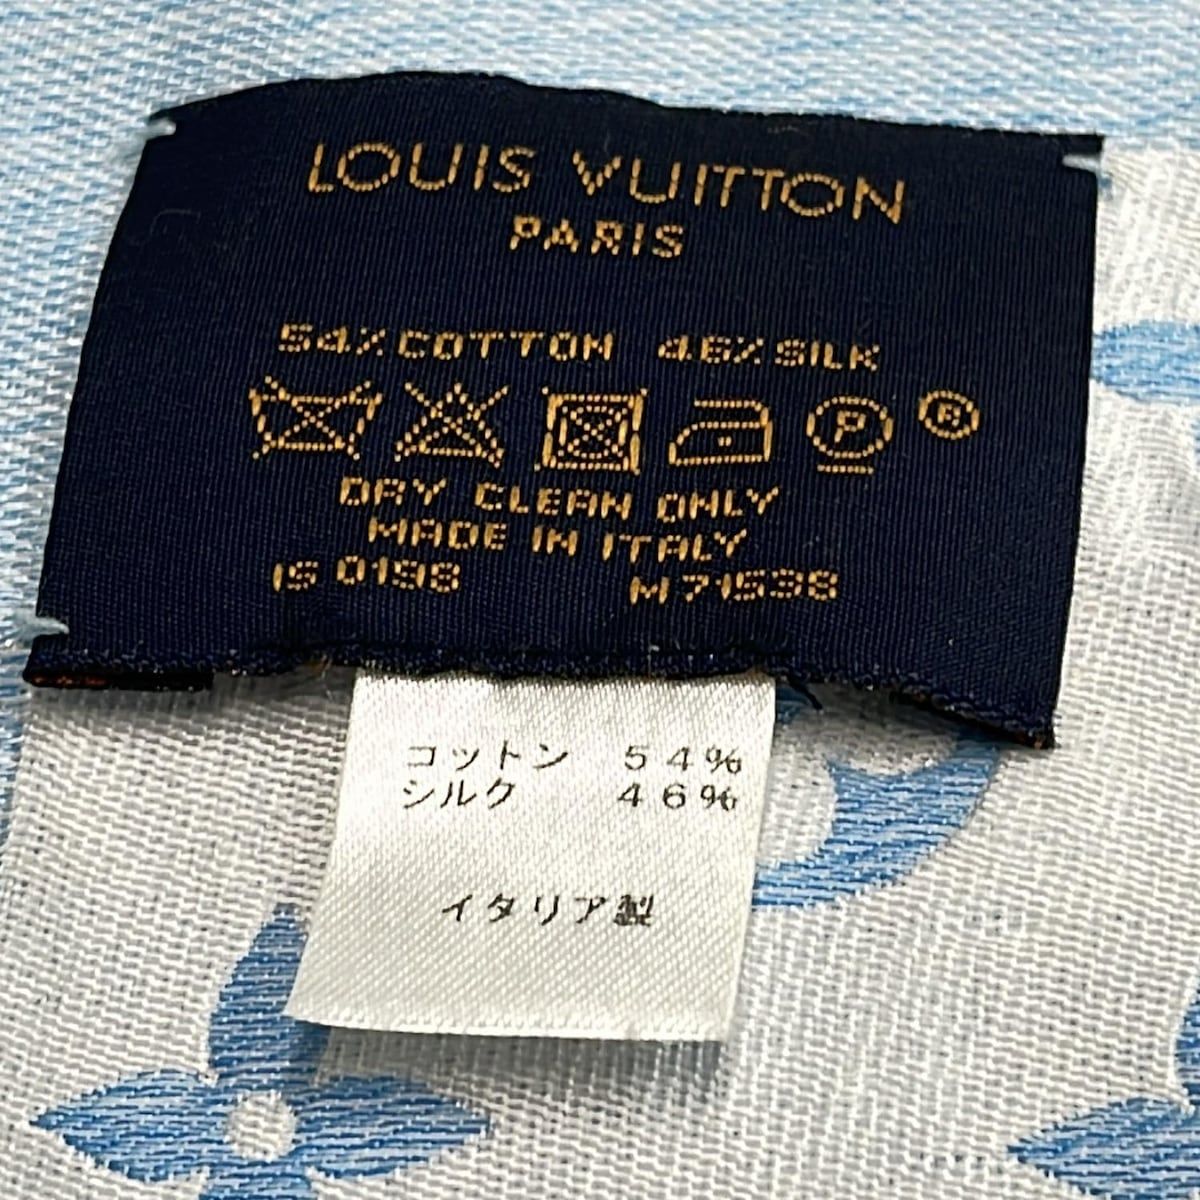 LOUIS VUITTON
PARIS
54% COTTON 46% SILK
P ®
DRY CLEAN ONLY
MADE IN ITALY
IS 0198 M71538
コットン 54%
シルク 46%
イタリア製